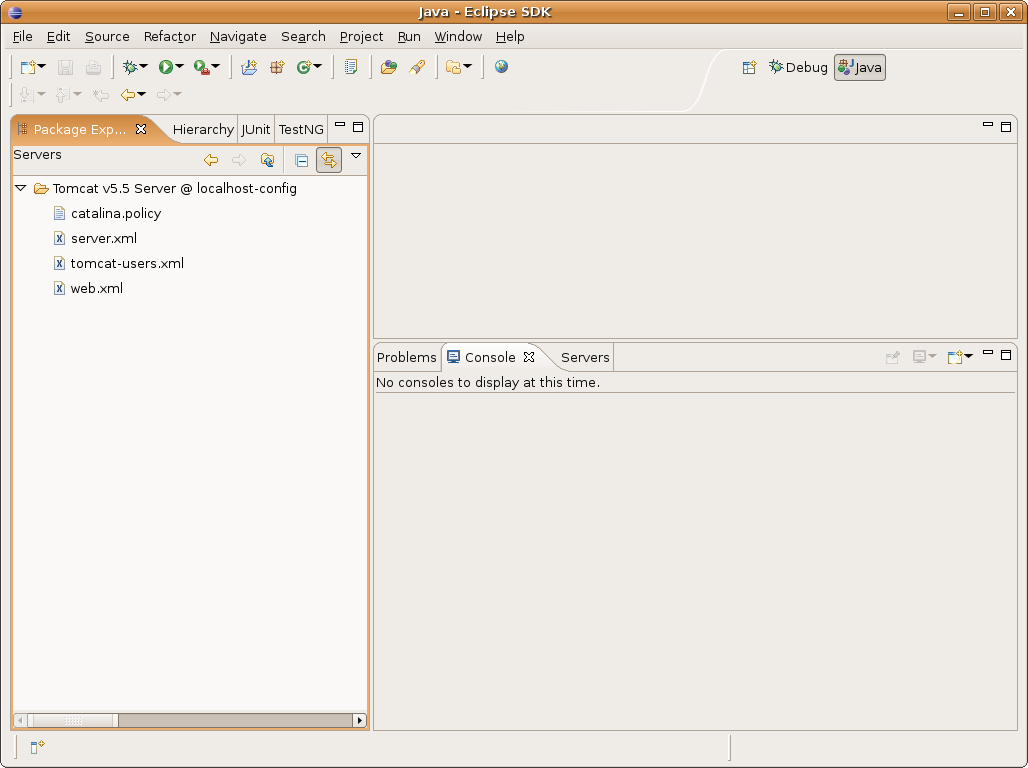 Java - Eclipse SDK
File Edit Source Refactor Navigate Search Project Run Window Help
Debug Java
Package Exp... Hierarchy JUnit TestNG
Servers
Tomcat v5.5 Server @ localhost-config
catalina.policy
server.xml
tomcat-users.xml
web.xml
Problems Console Servers
No consoles to display at this time.